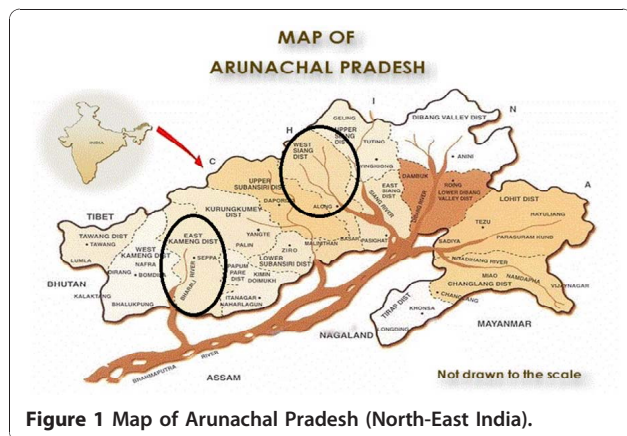 MAP OF
ARUNACHAL PRADESH
INDIA
C
H
I
N
A
GELING
UPPER
SIANG
DIST
TUTING
YINGKIONG
DIBANG VALLEY DIST
ANINI
WEST
SIANG
DIST
ALONG
BASAR
EAST
SIANG
DIST
SIANG RIVER
PASIGHAT
DAMBUK
ROING
LOWER DIBANG
VALLEY DIST
LOHIT DIST
HAYULIANG
TEZU
PARASURAM KUND
SADIYA
UPPER
SUBANSIRI DIST
DAPORIJO
KURUNGKUMEY
DIST
YANGTE
PALIN
ZIRO
MALINITHAN
LOWER
SUBANSIRI DIST
TIBET
TAWANG DIST
TAWANG
LUMLA
WEST
KAMENG DIST
NAFRA
DIRANG
BOMDILA
BHUTAN
KALAKTANG
BHALUKPUNG
EAST
KAMENG DIST
SEPPA
RIVER
PAPUM
PARE
DIST
KIMIN
DOIMUKH
ITANAGAR
NAHARLAGUN
MIAO
NAMDAPHA
VIJAYNAGAR
CHANGLANG DIST
CHANGLANG
TIRAP DIST
KHONSA
LONGDING
MAYANMAR
NAGALAND
BRAHMAPUTRA
RIVER
ASSAM
Not drawn to the scale
Figure 1 Map of Arunachal Pradesh (North-East India).